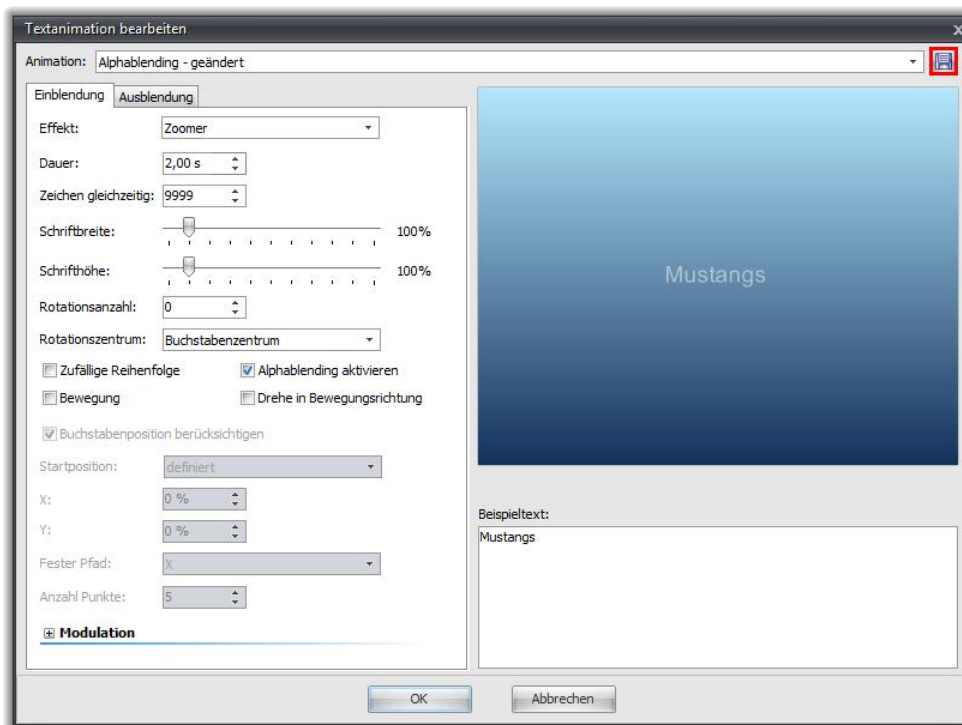 Textanimation bearbeiten
Animation: Alphablending - geändert
Einblendung Ausblendung
Effekt: Zoomer
Dauer: 2,00 s
Zeichen gleichzeitig: 9999
Schriftbreite: 100%
Schrifthöhe: 100%
Rotationsanzahl: 0
Rotationszentrum: Buchstabenzentrum
Zufällige Reihenfolge Alphablending aktivieren
Bewegung Drehe in Bewegungsrichtung
Buchstabenposition berücksichtigen
Startposition: definiert
X: 0 %
Y: 0 %
Fester Pfad: X
Anzahl Punkte: 5
Modulation
Mustangs
Beispieltext:
Mustangs
OK Abbrechen